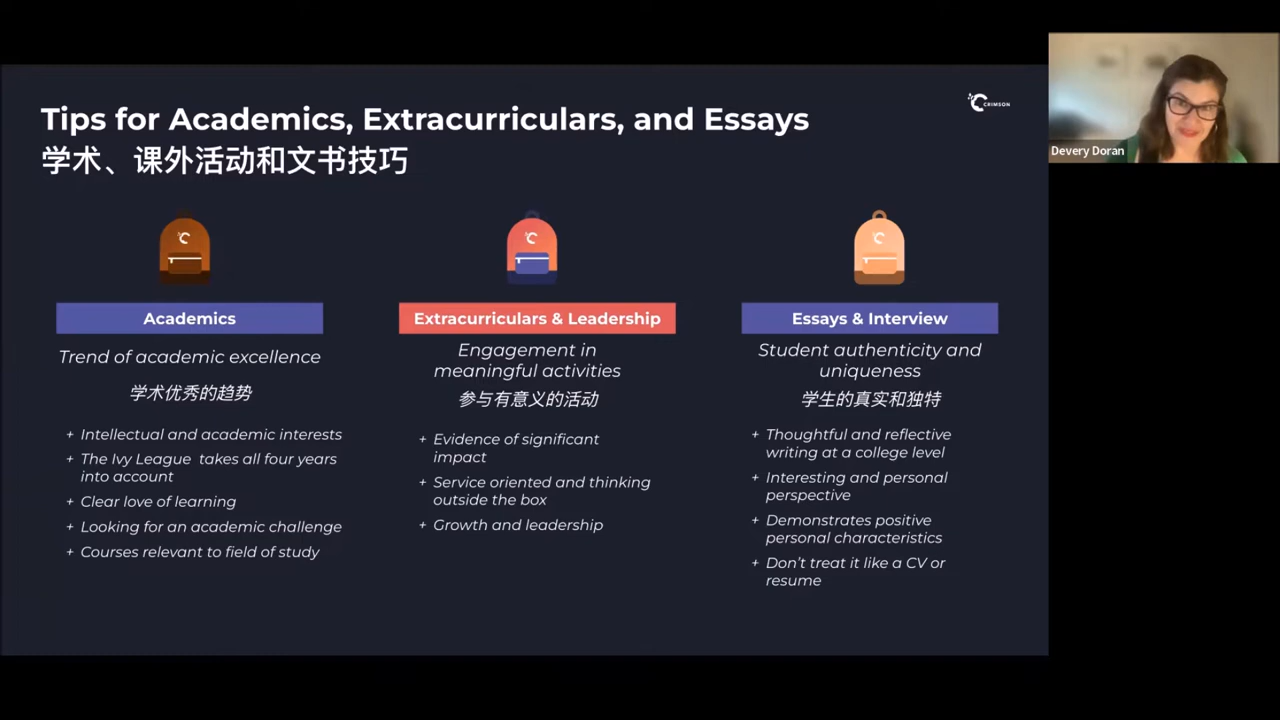 Tips for Academics, Extracurriculars, and Essays
学术、课外活动和文书技巧
CRIMSON
Devery Doran
Academics
Trend of academic excellence
学术优秀的趋势
+ Intellectual and academic interests
+ The Ivy League takes all four years
into account
+ Clear love of learning
+ Looking for an academic challenge
+ Courses relevant to field of study
Extracurriculars & Leadership
Engagement in
meaningful activities
参与有意义的活动
+ Evidence of significant
impact
+ Service oriented and thinking
outside the box
+ Growth and leadership
Essays & Interview
Student authenticity and
uniqueness
学生的真实和独特
+ Thoughtful and reflective
writing at a college level
+ Interesting and personal
perspective
+ Demonstrates positive
personal characteristics
+ Don't treat it like a CV or
resume